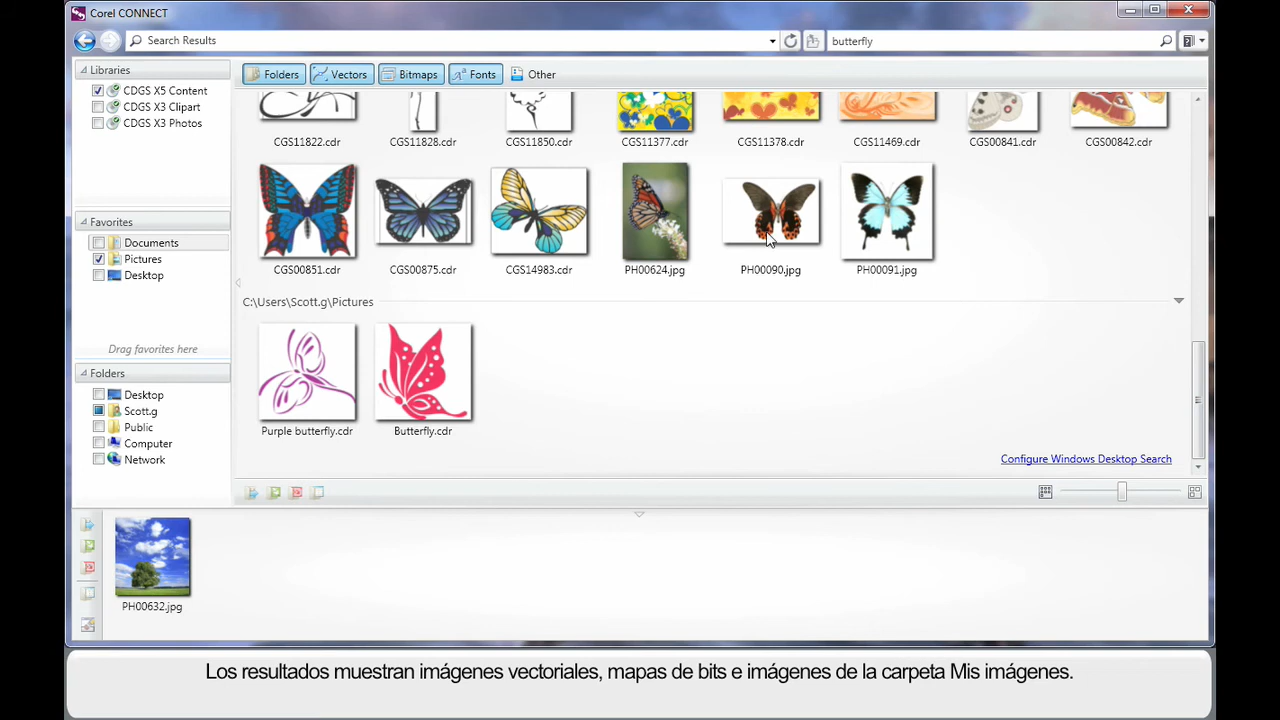 Corel CONNECT
Search Results
butterfly
Libraries
CDGS X5 Content
CDGS X3 Clipart
CDGS X3 Photos
Favorites
Documents
Pictures
Desktop
Drag favorites here
Folders
Desktop
Scott.g
Public
Computer
Network
Folders Vectors Bitmaps Fonts Other
CGS11822.cdr CGS11828.cdr CGS11850.cdr CGS11377.cdr CGS11378.cdr CGS11469.cdr CGS00841.cdr CGS00842.cdr
CGS00851.cdr CGS00875.cdr CGS14983.cdr PH00624.jpg PH00090.jpg PH00091.jpg
C:\Users\Scott.g\Pictures
Purple butterfly.cdr Butterfly.cdr
Configure Windows Desktop Search
PH00632.jpg
Los resultados muestran imágenes vectoriales, mapas de bits e imágenes de la carpeta Mis imágenes.